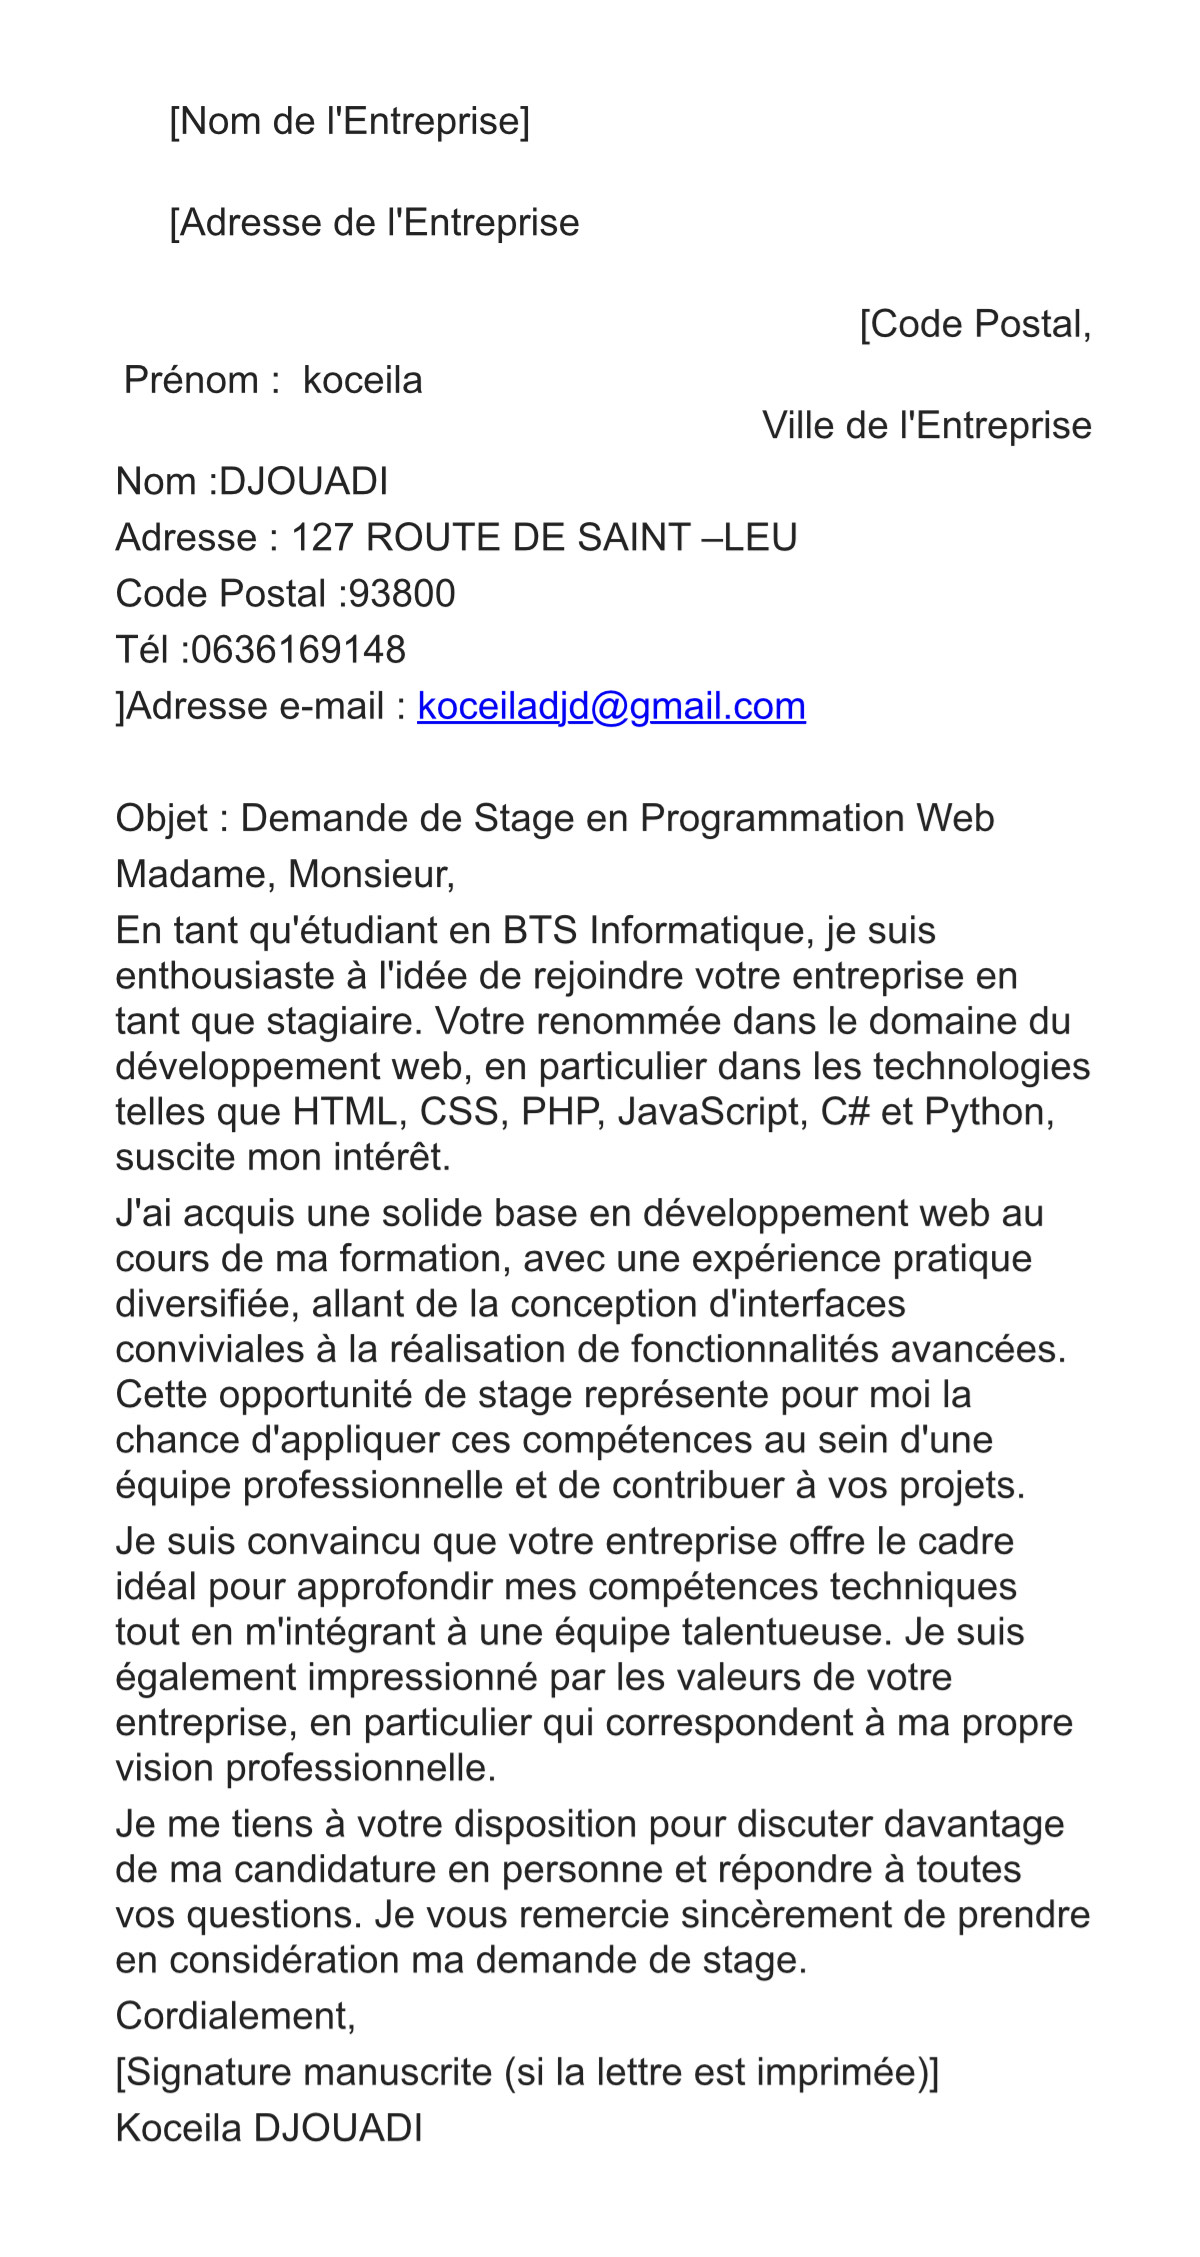 [Nom de l'Entreprise]
[Adresse de l'Entreprise
[Code Postal,
Prénom :  koceila
Ville de l'Entreprise
Nom :DJOUADI
Adresse : 127 ROUTE DE SAINT –LEU
Code Postal :93800
Tél :0636169148
]Adresse e-mail : koceiladjd@gmail.com
Objet : Demande de Stage en Programmation Web
Madame, Monsieur,
En tant qu'étudiant en BTS Informatique, je suis
enthousiaste à l'idée de rejoindre votre entreprise en
tant que stagiaire. Votre renommée dans le domaine du
développement web, en particulier dans les technologies
telles que HTML, CSS, PHP, JavaScript, C# et Python,
suscite mon intérêt.
J'ai acquis une solide base en développement web au
cours de ma formation, avec une expérience pratique
diversifiée, allant de la conception d'interfaces
conviviales à la réalisation de fonctionnalités avancées.
Cette opportunité de stage représente pour moi la
chance d'appliquer ces compétences au sein d'une
équipe professionnelle et de contribuer à vos projets.
Je suis convaincu que votre entreprise offre le cadre
idéal pour approfondir mes compétences techniques
tout en m'intégrant à une équipe talentueuse. Je suis
également impressionné par les valeurs de votre
entreprise, en particulier qui correspondent à ma propre
vision professionnelle.
Je me tiens à votre disposition pour discuter davantage
de ma candidature en personne et répondre à toutes
vos questions. Je vous remercie sincèrement de prendre
en considération ma demande de stage.
Cordialement,
[Signature manuscrite (si la lettre est imprimée)]
Koceila DJOUADI